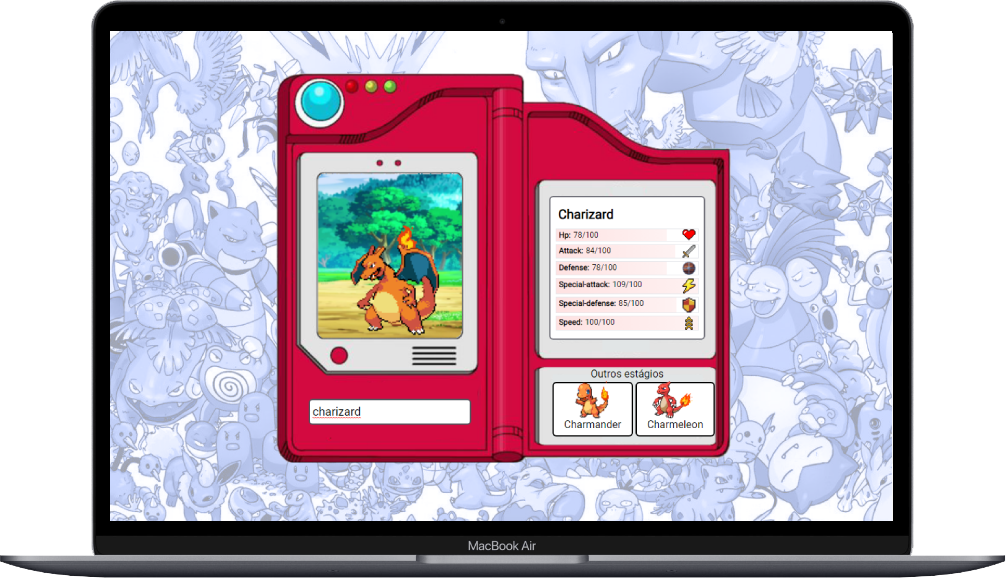 charizard
Charizard
Hp: 78/100
Attack: 84/100
Defense: 78/100
Special-attack: 109/100
Special-defense: 85/100
Speed: 100/100
Outros estágios
Charmander
Charmeleon
MacBook Air